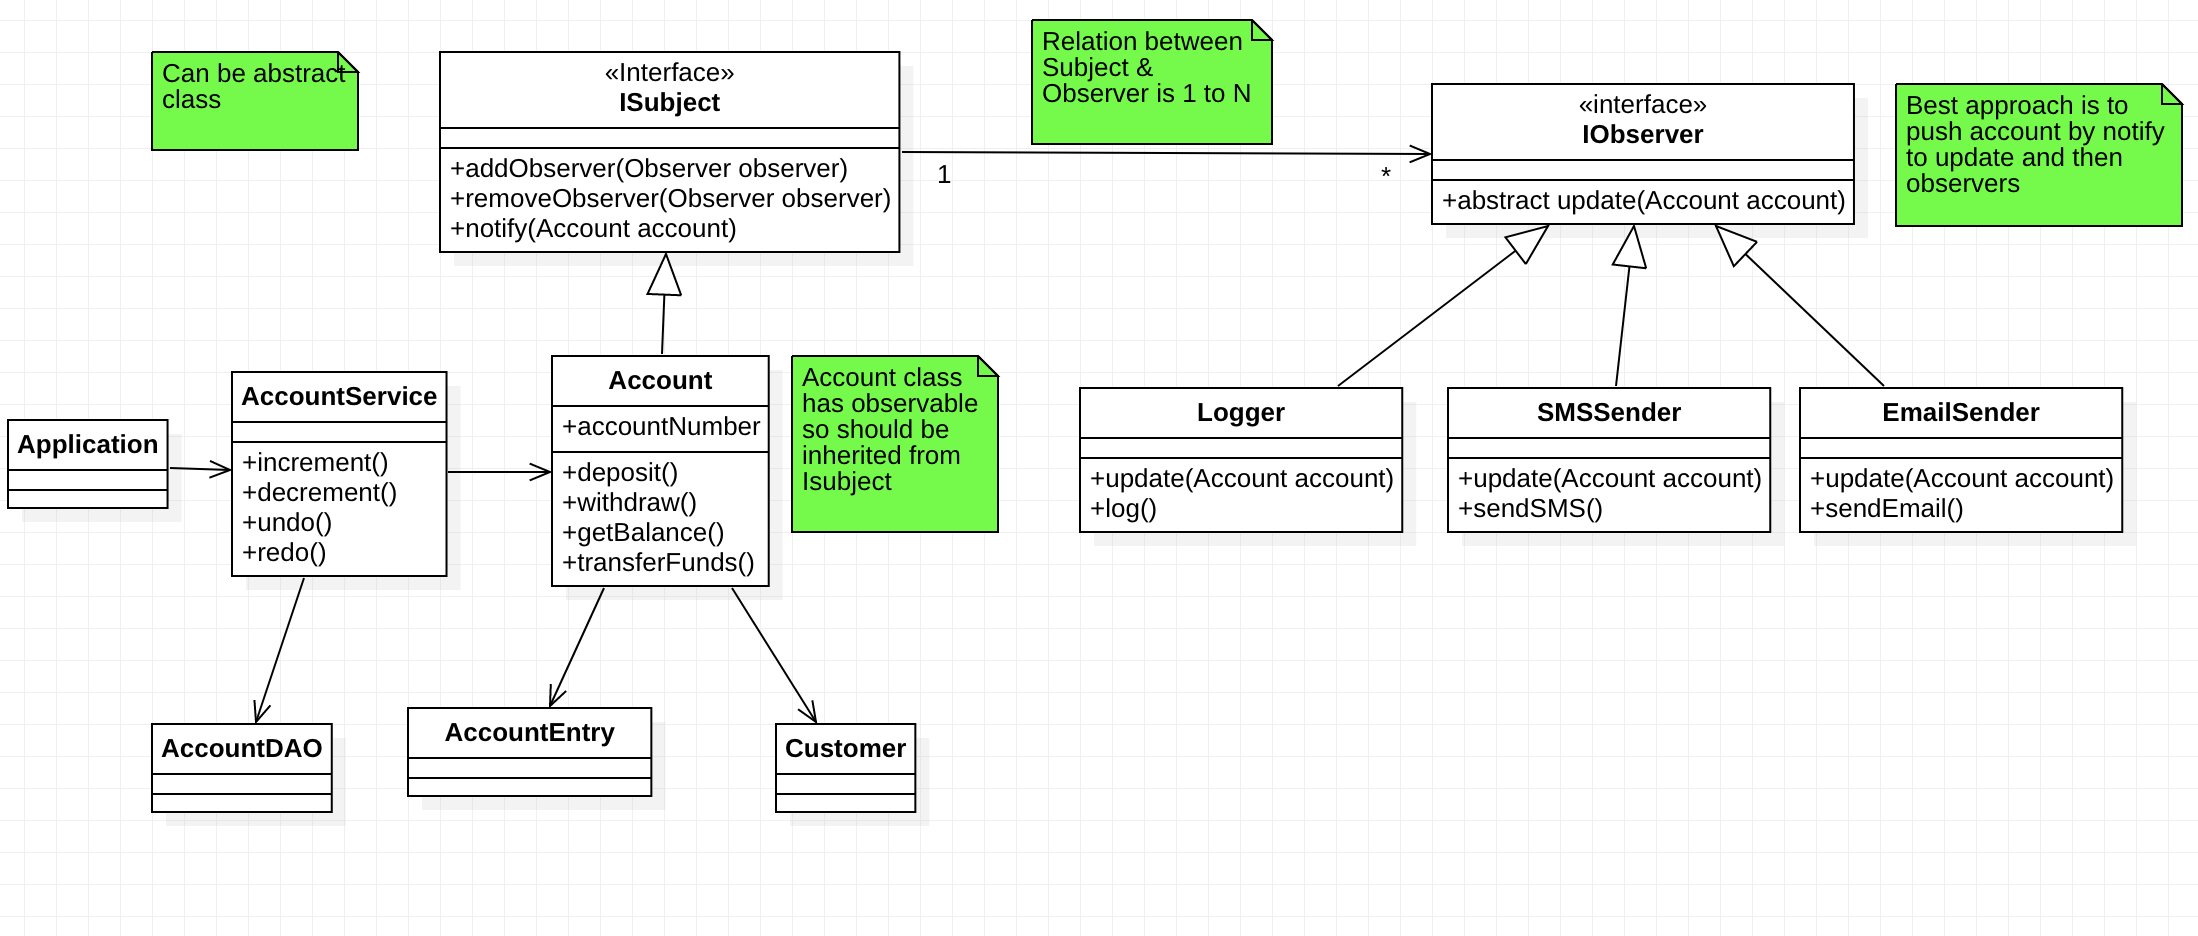 Can be abstract
class
«Interface»
ISubject
+addObserver(Observer observer)
+removeObserver(Observer observer)
+notify(Account account)
Relation between
Subject &
Observer is 1 to N
1
*
«interface»
IObserver
+abstract update(Account account)
Best approach is to
push account by notify
to update and then
observers
Application
AccountService
+increment()
+decrement()
+undo()
+redo()
Account
+accountNumber
+deposit()
+withdraw()
+getBalance()
+transferFunds()
Account class
has observable
so should be
inherited from
Isubject
Logger
+update(Account account)
+log()
SMSSender
+update(Account account)
+sendSMS()
EmailSender
+update(Account account)
+sendEmail()
AccountDAO
AccountEntry
Customer